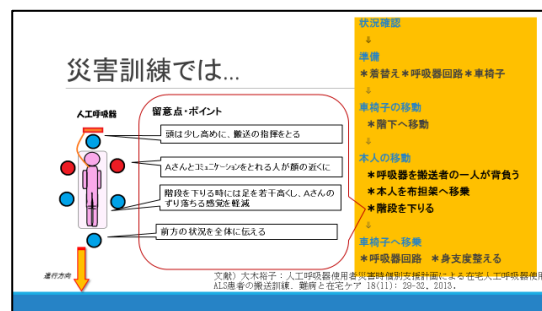 災害訓練では…
人工呼吸器
留意点・ポイント
頭は少し高めに、搬送の指揮をとる
Aさんとコミュニケーションをとれる人が顔の近くに
階段を下りる時には足を若干高くし、Aさんの
ずり落ちる感覚を軽減
前方の状況を全体に伝える
進行方向
状況確認
⇓
準備
*着替え*呼吸器回路*車椅子
⇓
車椅子の移動
*階下へ移動
⇓
本人の移動
*呼吸器を搬送者の一人が背負う
*本人を布担架へ移乗
*階段を下りる
⇓
車椅子へ移乗
*呼吸器回路 *身支度整える
文献）大木裕子：人工呼吸器使用者災害時個別支援計画による在宅人工呼吸器使用
ALS患者の搬送訓練. 難病と在宅ケア 18(11): 29-32, 2013.